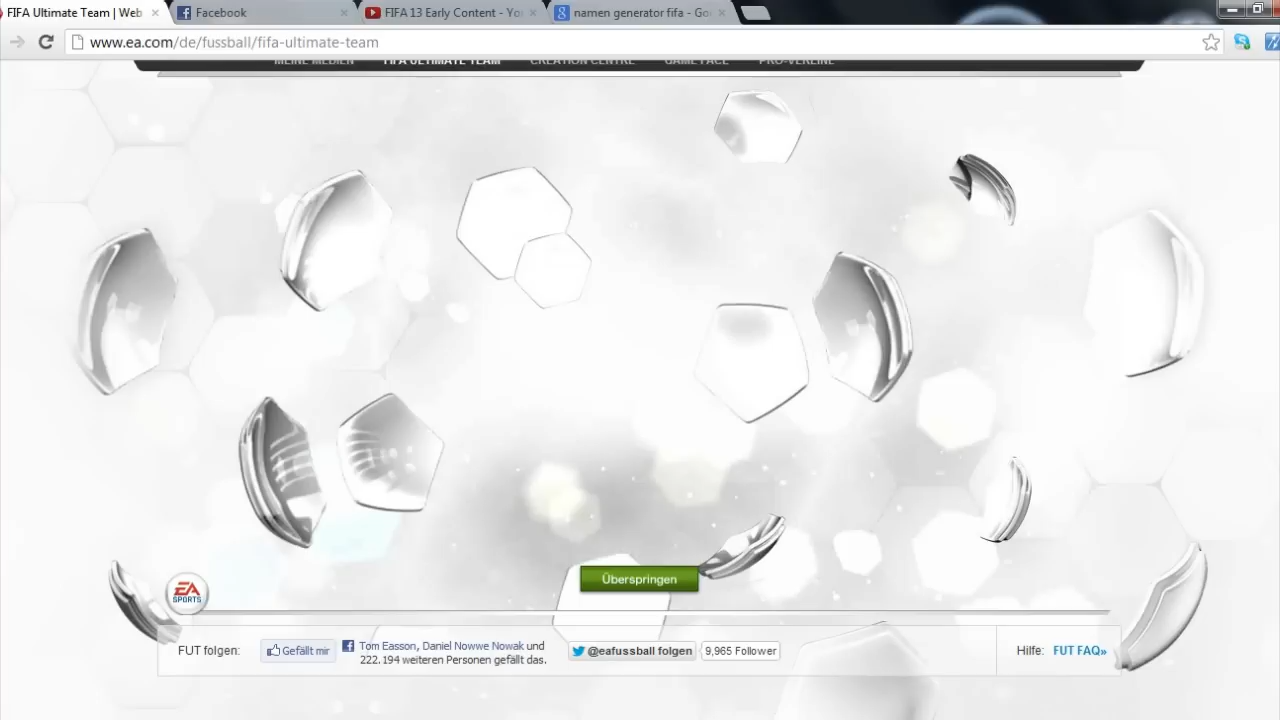 FIFA Ultimate Team | Web
Facebook
FIFA 13 Early Content - Yo
namen generator fifa - Go
www.ea.com/de/fussball/fifa-ultimate-team
MEINE MEDIEN FIFA ULTIMATE TEAM CREATION CENTRE GAME FACE PRO-VEREINE
Überspringen
EA
SPORTS
FUT folgen:
Gefällt mir
Tom Easson, Daniel Nowwe Nowak und
222.194 weiteren Personen gefällt das.
@eafussball folgen
9,965 Follower
Hilfe: FUT FAQ»